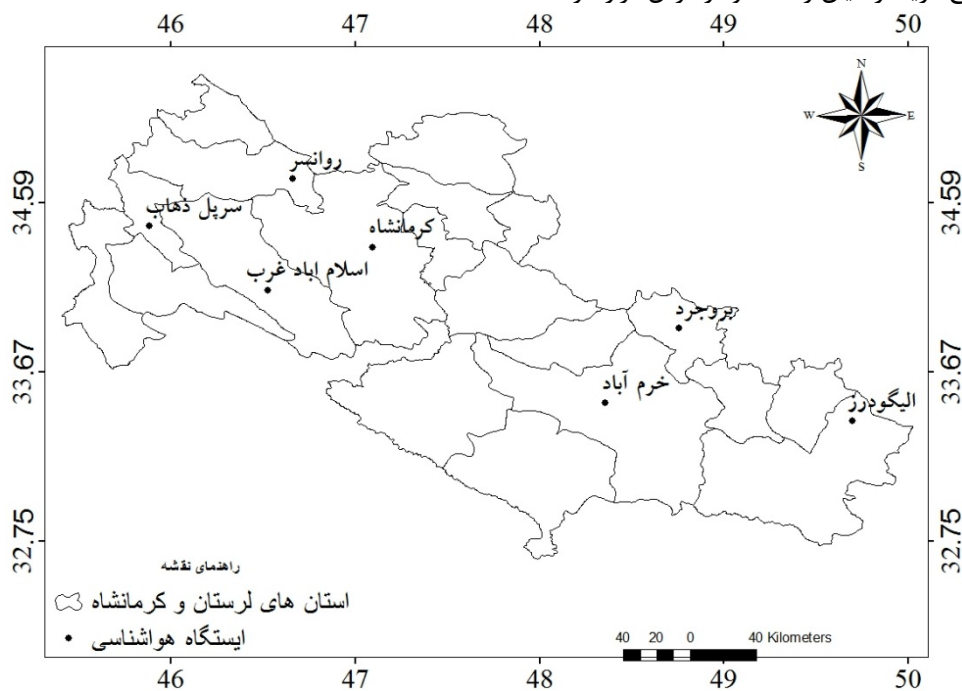 46 47 48 49 50
N
W E
S
روانسر
34.59 34.59
سرپل ذهاب
کرمانشاه
اسلام اباد غرب
بروجرد
33.67 33.67
خرم آباد
الیگودرز
32.75 32.75
راهنمای نقشه
استان های لرستان و کرمانشاه
ایستگاه هواشناسی
40 20 0 40 Kilometers
46 47 48 49 50